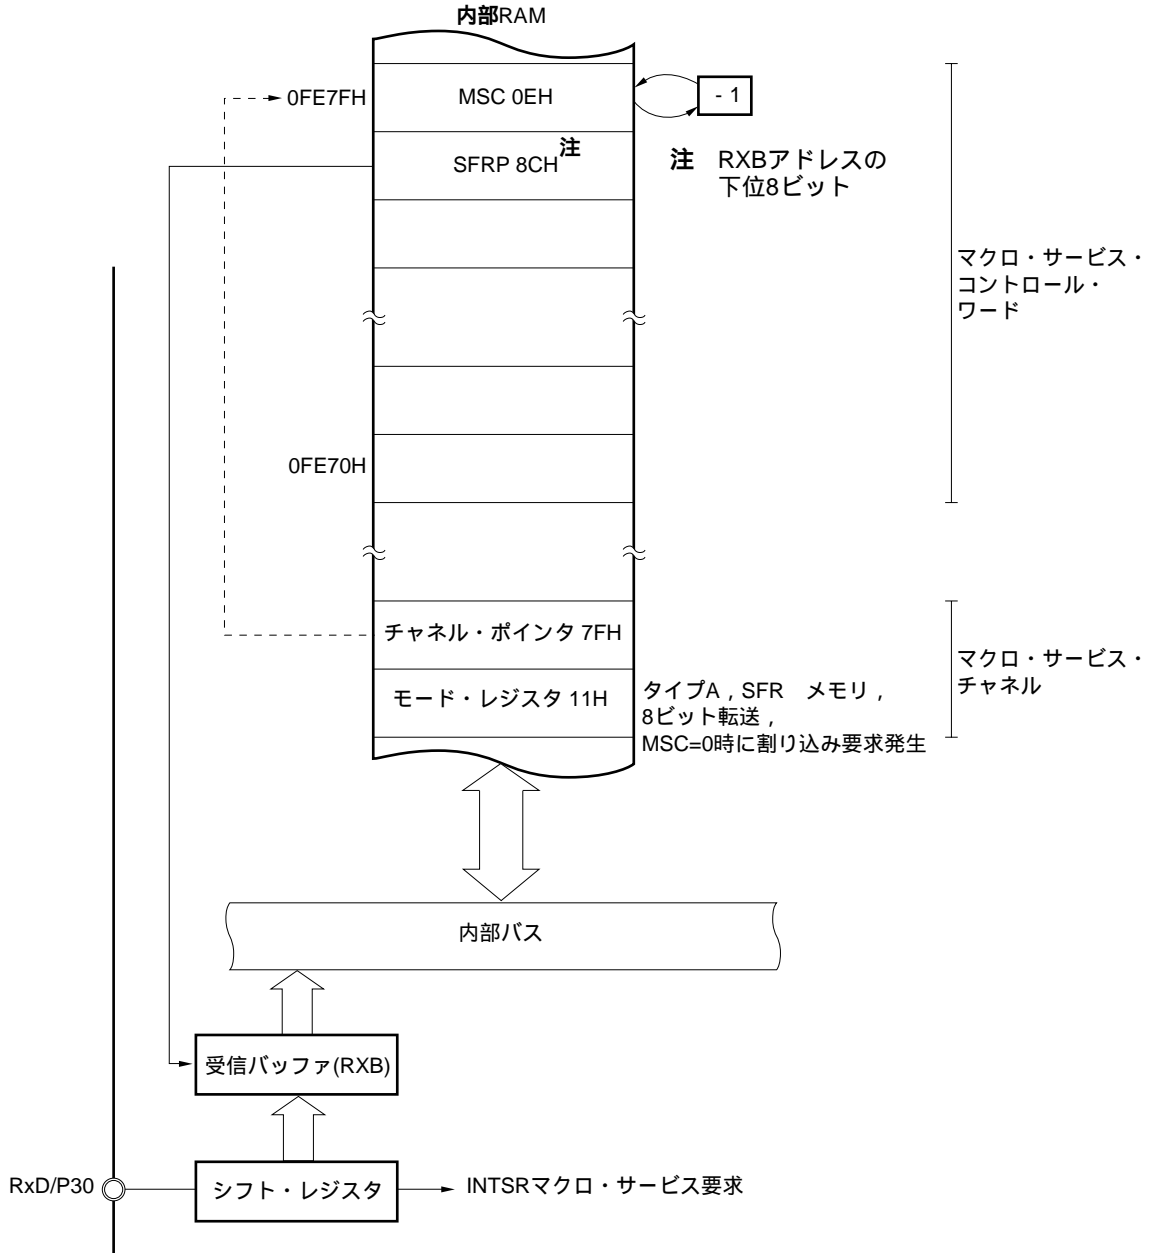 内部RAM
0FE7FH
MSC 0EH
- 1
SFRP 8CH注
注 RXBアドレスの
下位8ビット
マクロ・サービス・
コントロール・
ワード
0FE70H
チャネル・ポインタ 7FH
モード・レジスタ 11H
タイプA，SFR　メモリ，
8ビット転送，
MSC=0時に割り込み要求発生
マクロ・サービス・
チャネル
内部バス
受信バッファ(RXB)
RxD/P30
シフト・レジスタ
INTSRマクロ・サービス要求